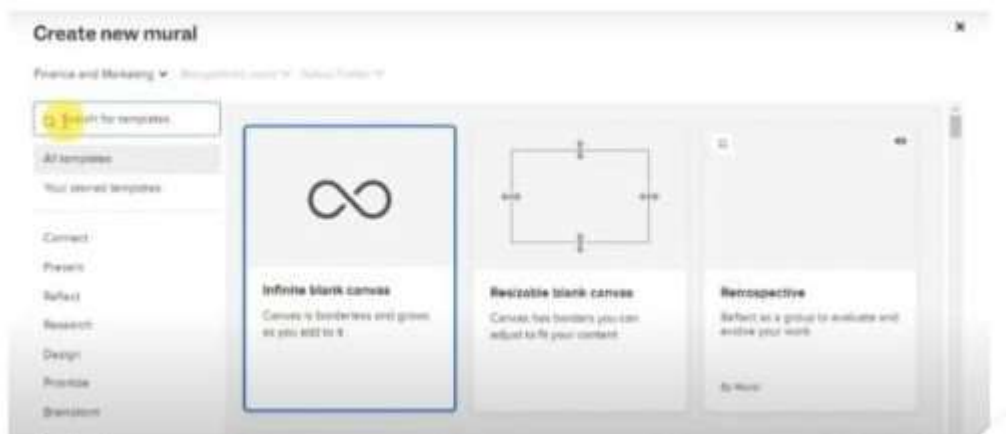 Create new mural
Finance and Marketing
Search for templates
All templates
Your saved templates
Connect
Present
Reflect
Research
Design
Prioritize
Brainstorm
Infinite blank canvas
Canvas is borderless and grows
as you add to it
Resizable blank canvas
Canvas has borders you can
adjust to fit your content
Retrospective
Reflect as a group to evaluate and
evolve your work
By Mural